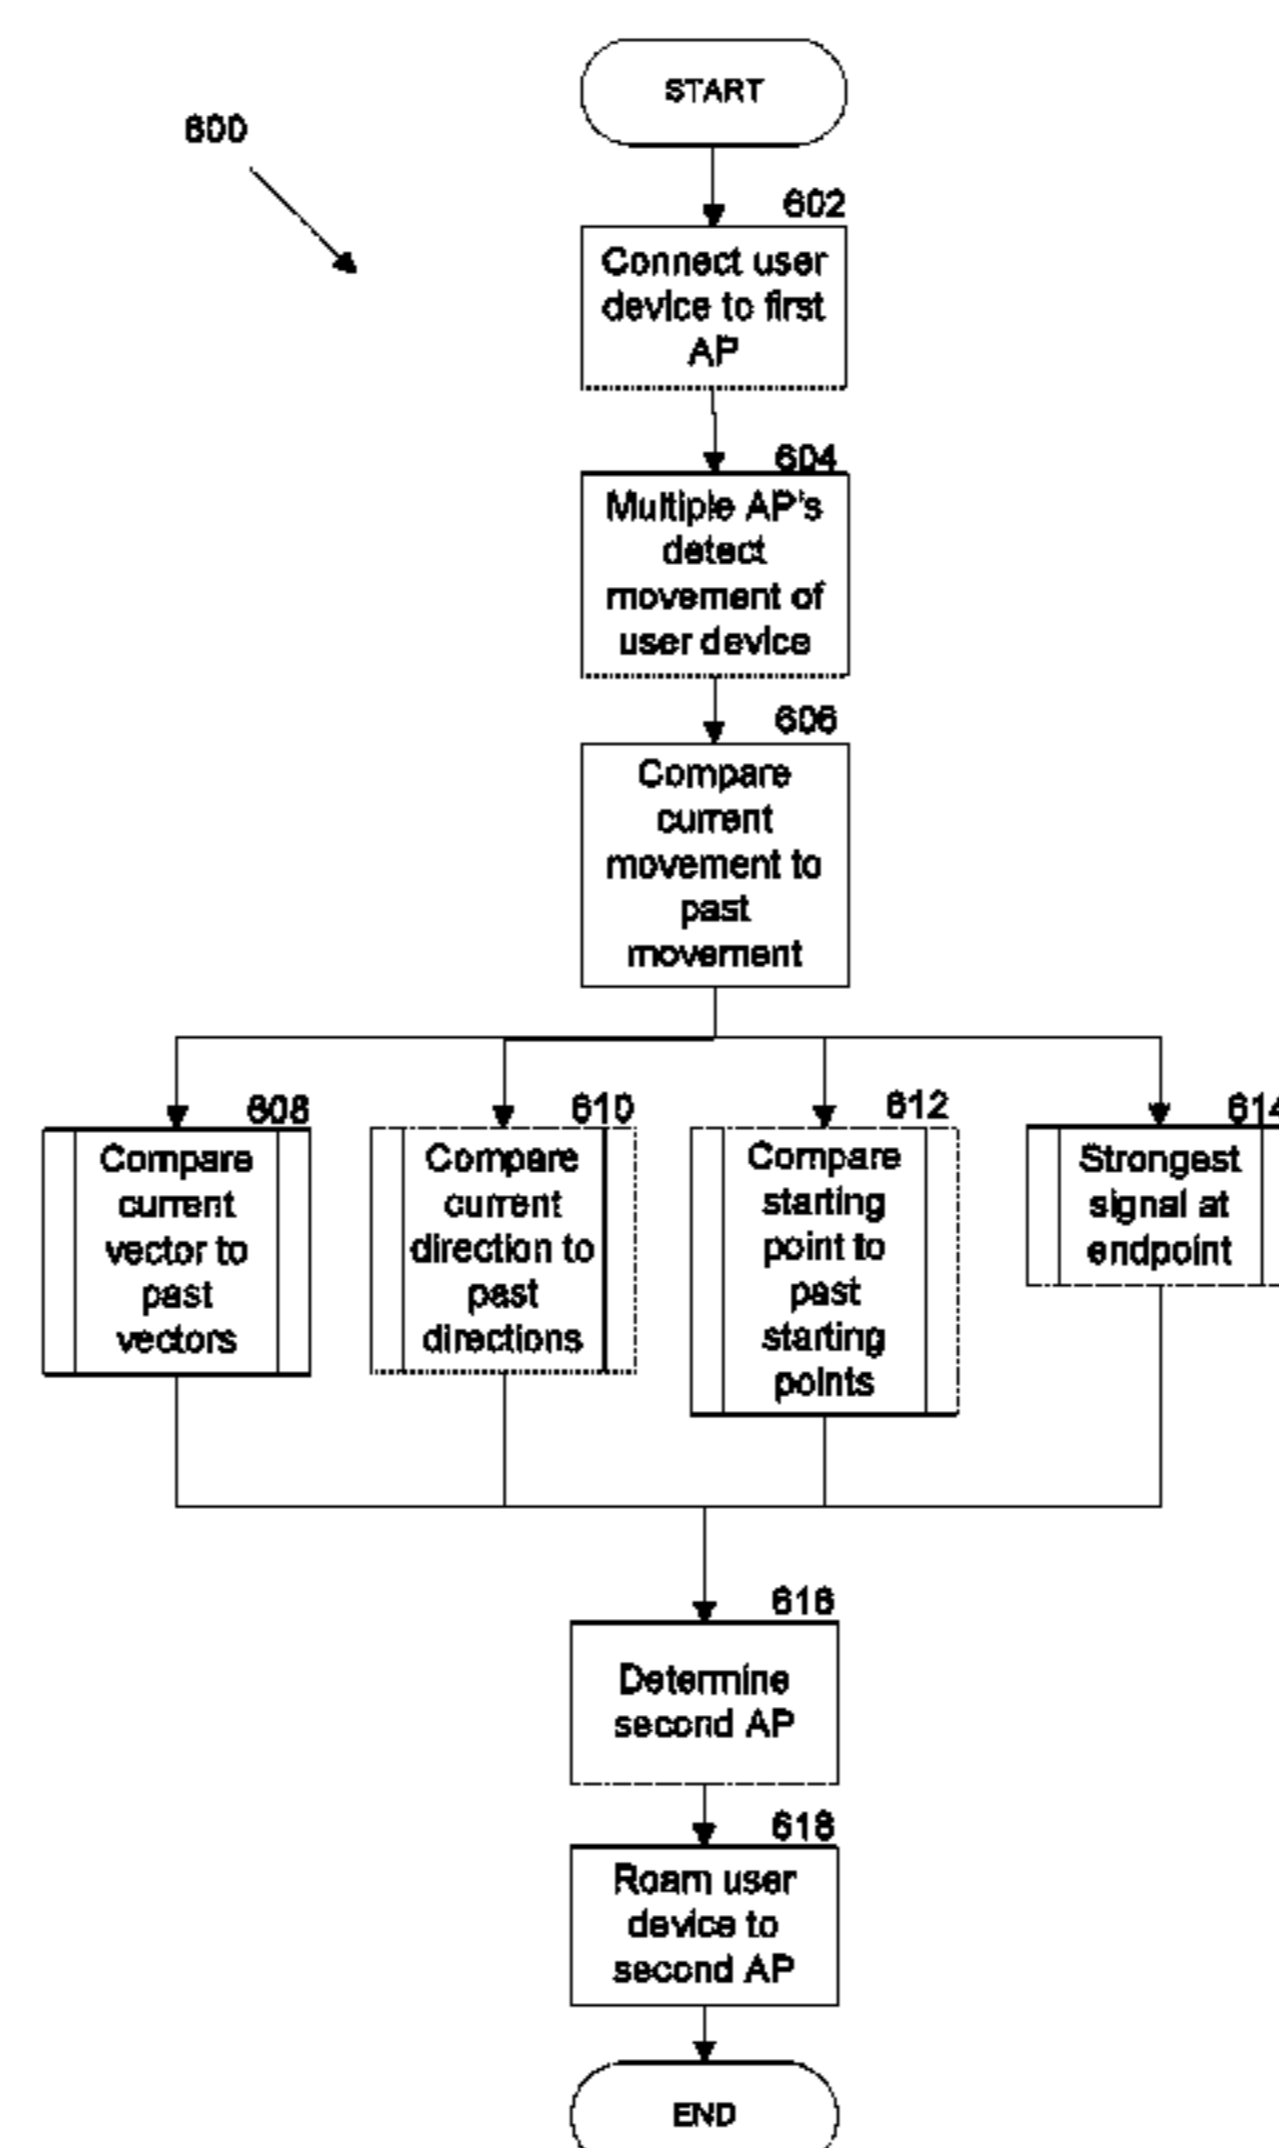 START
600
602
Connect user
device to first
AP
604
Multiple AP's
detect
movement of
user device
606
Compare
current
movement to
past
movement
608
Compare
current
vector to
past
vectors
610
Compare
current
direction to
past
directions
612
Compare
starting
point to
past
starting
points
614
Strongest
signal at
endpoint
616
Determine
second AP
618
Roam user
device to
second AP
END